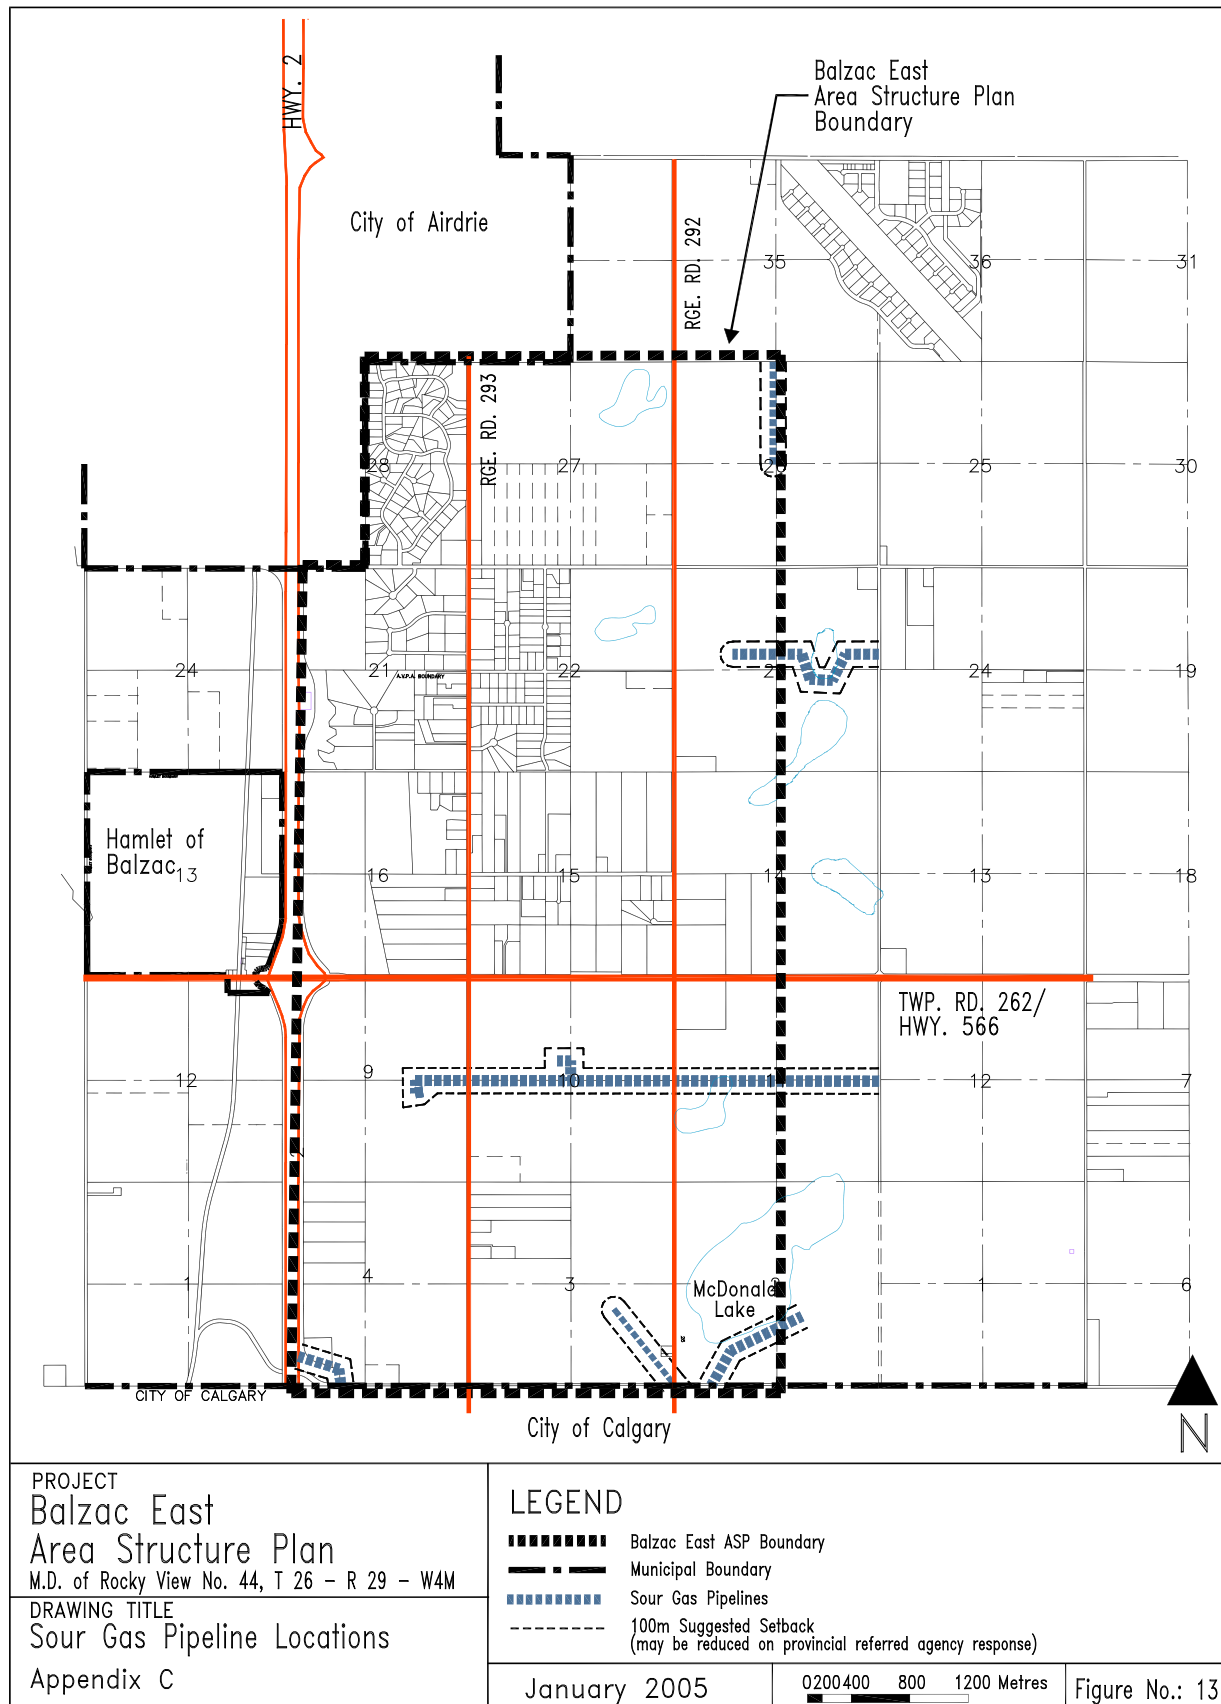 HWY. 2
Balzac East
Area Structure Plan
Boundary
City of Airdrie
RGE. RD. 292
35
36
31
RGE. RD. 293
28
27
25
30
24
21
A.V.P.A. BOUNDARY
22
24
19
Hamlet of
Balzac
13
16
15
14
13
18
TWP. RD. 262/
HWY. 566
12
9
10
12
7
2
1
4
3
McDonald
Lake
1
6
CITY OF CALGARY
City of Calgary
N
PROJECT
Balzac East
Area Structure Plan
M.D. of Rocky View No. 44, T 26 - R 29 - W4M
DRAWING TITLE
Sour Gas Pipeline Locations
Appendix C
LEGEND
Balzac East ASP Boundary
Municipal Boundary
Sour Gas Pipelines
100m Suggested Setback
(may be reduced on provincial referred agency response)
January 2005
0 200 400 800 1200 Metres
Figure No.: 13